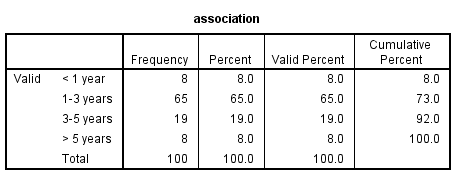 association
Frequency Percent Valid Percent Cumulative Percent
Valid < 1 year 8 8.0 8.0 8.0
1-3 years 65 65.0 65.0 73.0
3-5 years 19 19.0 19.0 92.0
> 5 years 8 8.0 8.0 100.0
Total 100 100.0 100.0